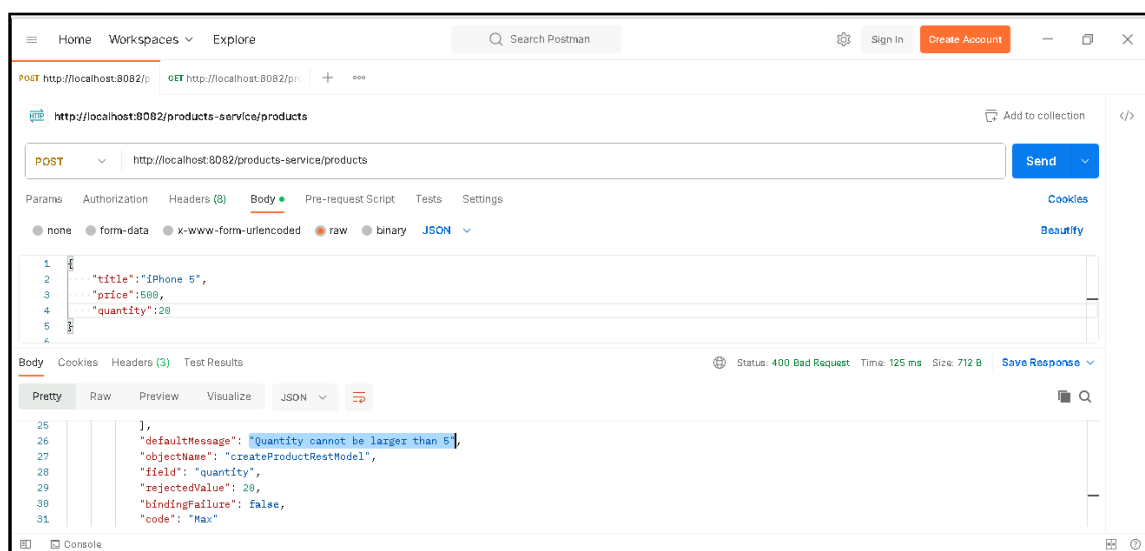 Home Workspaces Explore Search Postman Sign In Create Account
POST http://localhost:8082/p GET http://localhost:8082/pr
HTTP http://localhost:8082/products-service/products Add to collection </>
POST http://localhost:8082/products-service/products Send
Params Authorization Headers (8) Body Pre-request Script Tests Settings Cookies
none form-data x-www-form-urlencoded raw binary JSON Beautify
1 {
2 "title":"iPhone 5",
3 "price":500,
4 "quantity":20
5 }
6
Body Cookies Headers (3) Test Results Status: 400 Bad Request Time: 125 ms Size: 712 B Save Response
Pretty Raw Preview Visualize JSON
25 ],
26 "defaultMessage": "Quantity cannot be larger than 5",
27 "objectName": "createProductRestModel",
28 "field": "quantity",
29 "rejectedValue": 20,
30 "bindingFailure": false,
31 "code": "Max"
Console